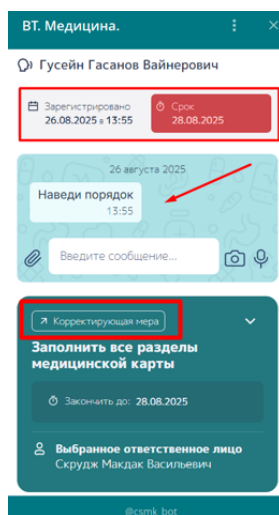 ВТ. Медицина.
Гусейн Гасанов Вайнерович
Зарегистрировано
26.08.2025 в 13:55
Срок
28.08.2025
26 августа 2025
Наведи порядок
13:55
Введите сообщение...
Корректирующая мера
Заполнить все разделы
медицинской карты
Закончить до: 28.08.2025
Выбранное ответственное лицо
Скрудж Макдак Васильевич
@csmk_bot